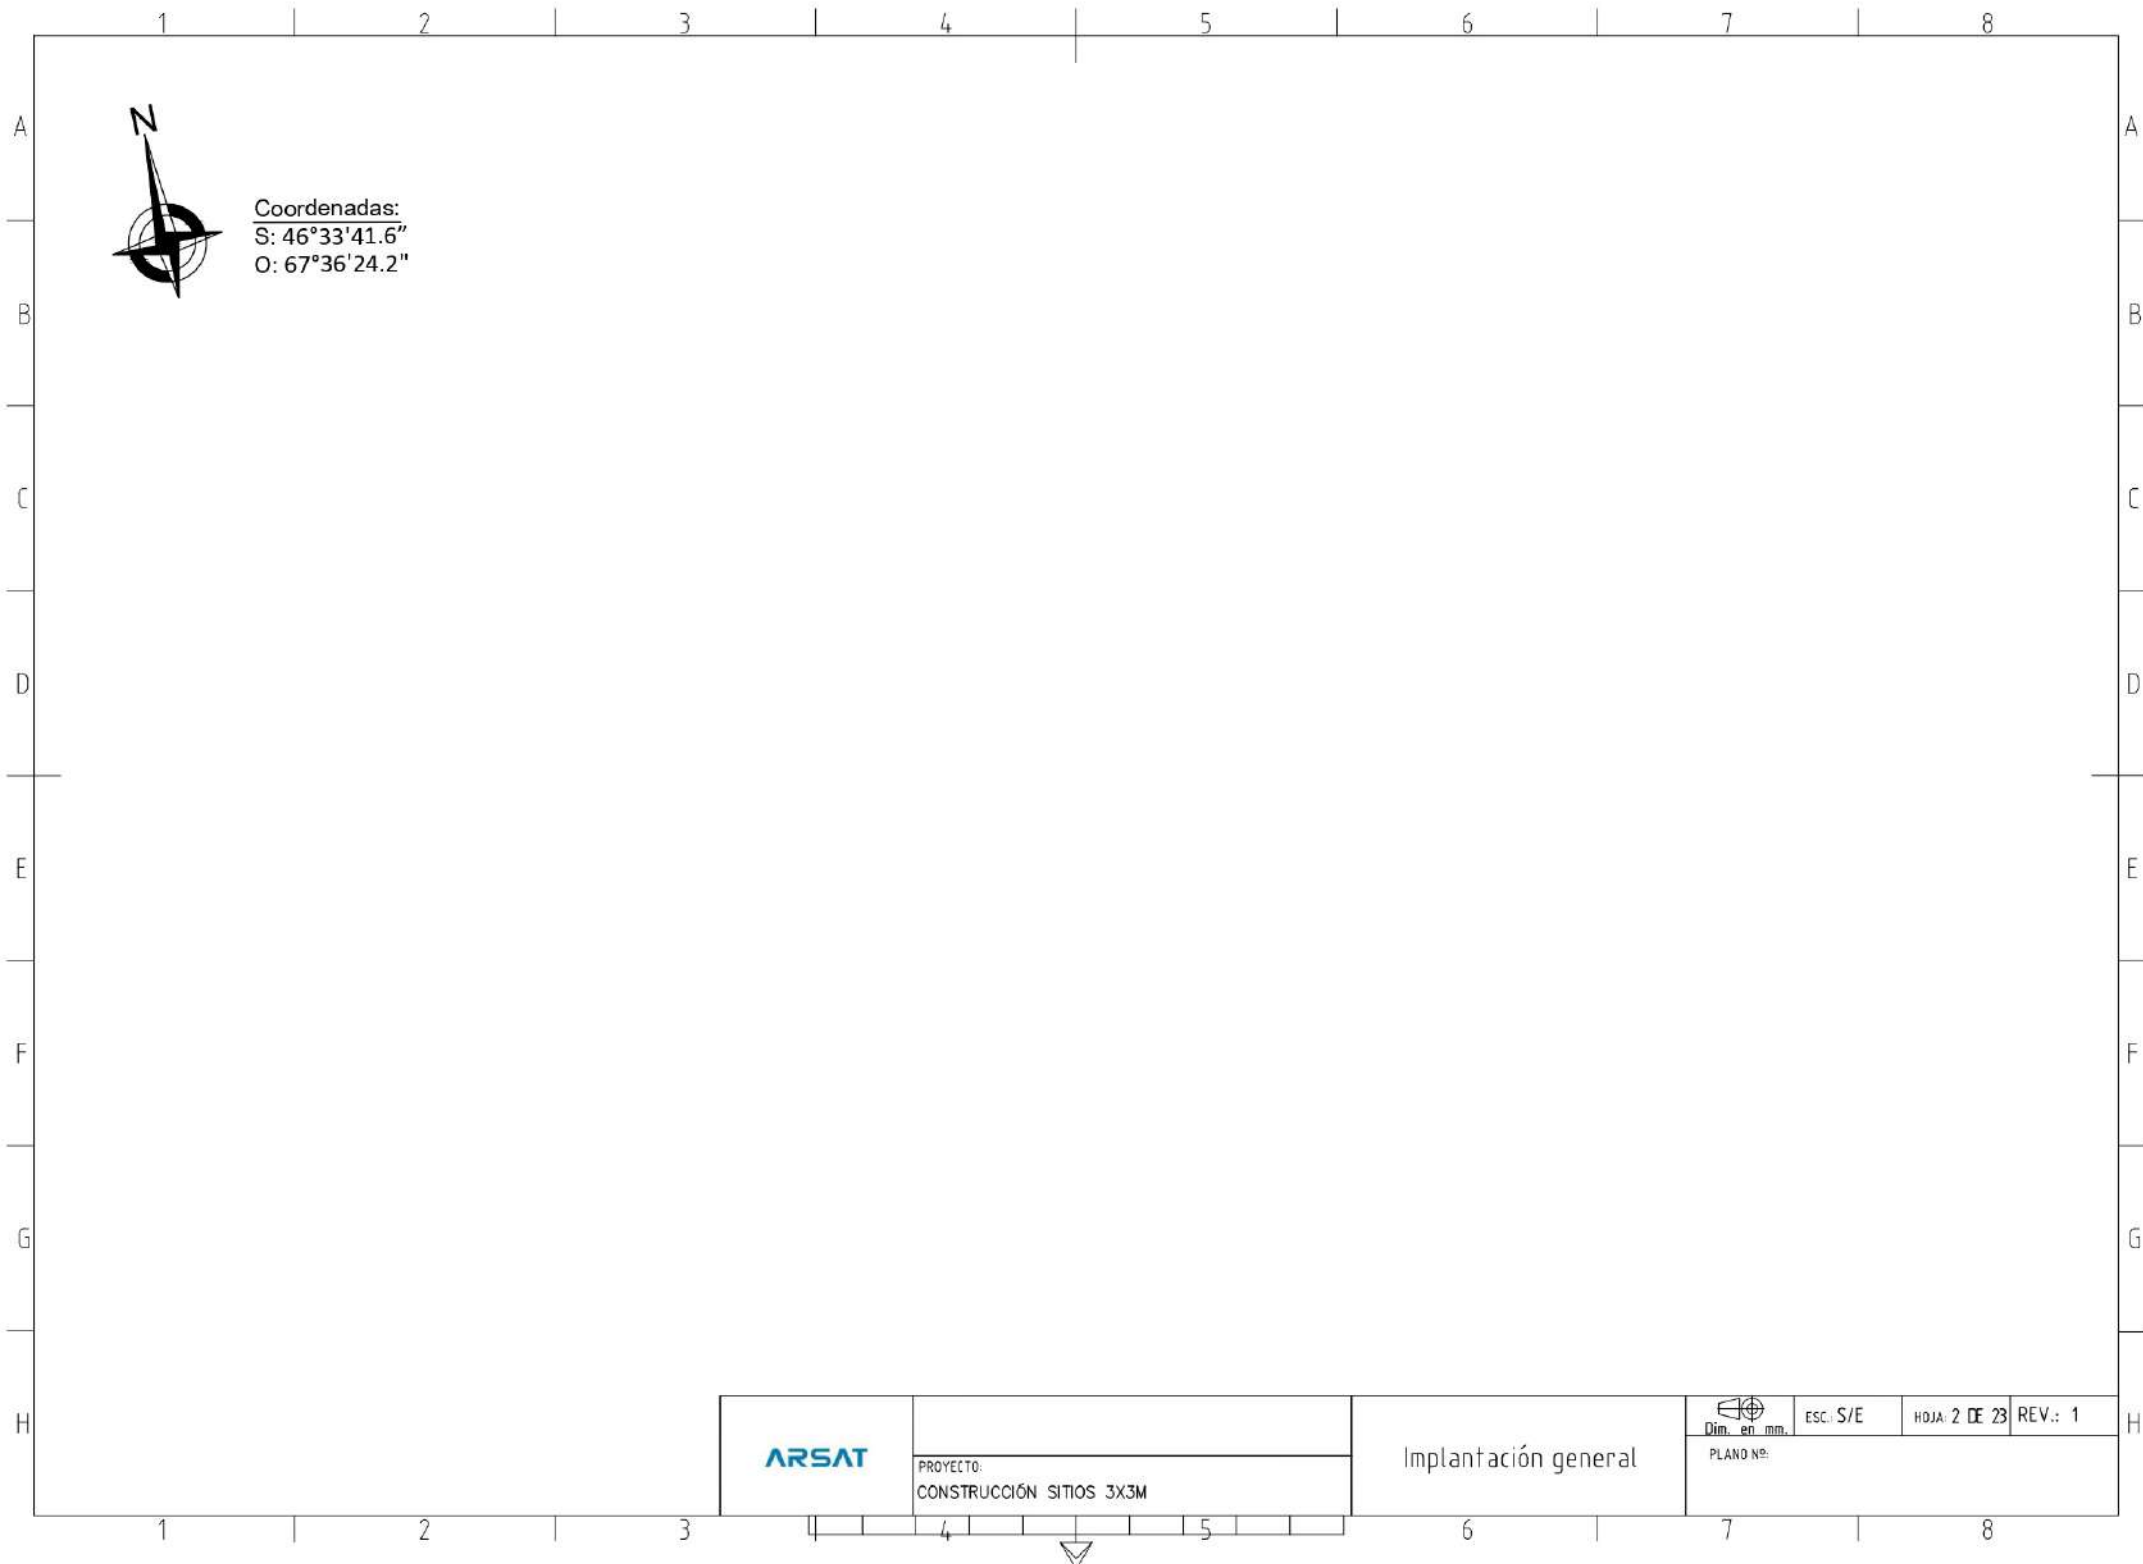 1 2 3 4 5 6 7 8
A A
N
Coordenadas:
S: 46°33'41.6"
O: 67°36'24.2"
B B
C C
D D
E E
F F
G G
H H
ARSAT
PROYECTO:
CONSTRUCCIÓN SITIOS 3X3M
Implantación general
Dim. en mm.
ESC.: S/E
HOJA: 2 DE 23
REV.: 1
PLANO Nº:
1 2 3 4 5 6 7 8